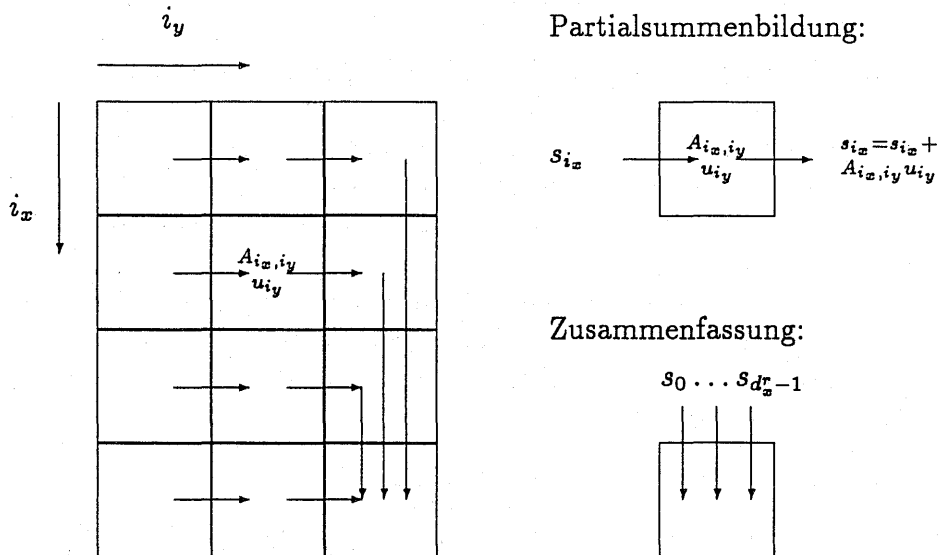 i_y
i_x
A_{i_x,i_y}
u_{i_y}
Partialsummenbildung:
s_{i_x}
A_{i_x,i_y}
u_{i_y}
s_{i_x}=s_{i_x}+
A_{i_x,i_y}u_{i_y}
Zusammenfassung:
s_0 ... s_{d_x^r-1}